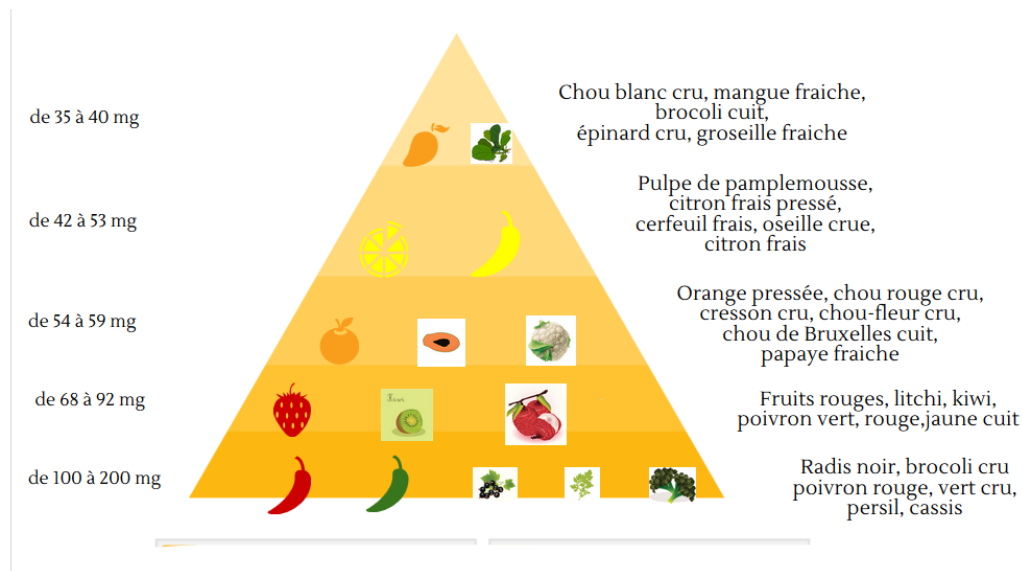 de 35 à 40 mg
Chou blanc cru, mangue fraiche,
brocoli cuit,
épinard cru, groseille fraiche
de 42 à 53 mg
Pulpe de pamplemousse,
citron frais pressé,
cerfeuil frais, oseille crue,
citron frais
de 54 à 59 mg
Orange pressée, chou rouge cru,
cresson cru, chou-fleur cru,
chou de Bruxelles cuit,
papaye fraiche
de 68 à 92 mg
Fruits rouges, litchi, kiwi,
poivron vert, rouge,jaune cuit
de 100 à 200 mg
Radis noir, brocoli cru
poivron rouge, vert cru,
persil, cassis